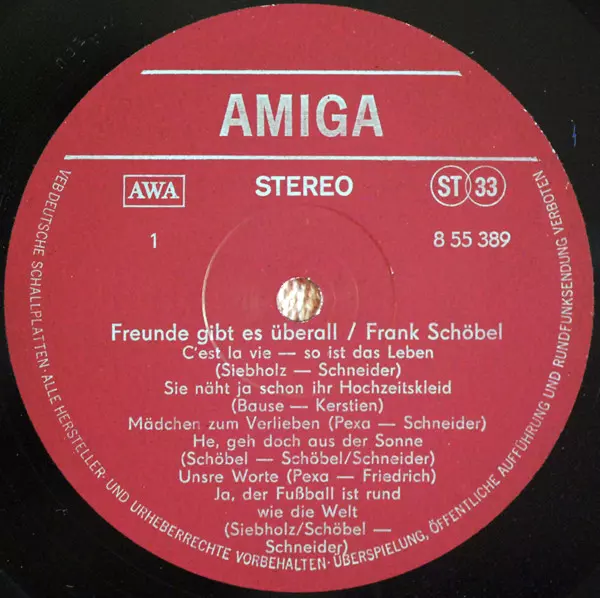 AMIGA
AWA
STEREO
ST 33
1
8 55 389
Freunde gibt es überall / Frank Schöbel
C'est la vie — so ist das Leben
(Siebholz — Schneider)
Sie näht ja schon ihr Hochzeitskleid
(Bause — Kerstien)
Mädchen zum Verlieben (Pexa — Schneider)
He, geh doch aus der Sonne
(Schöbel — Schöbel/Schneider)
Unsre Worte (Pexa — Friedrich)
Ja, der Fußball ist rund
wie die Welt
(Siebholz/Schöbel —
Schneider)
VEB DEUTSCHE SCHALLPLATTEN · ALLE HERSTELLER- UND URHEBERRECHTE VORBEHALTEN · ÜBERSPIELUNG, ÖFFENTLICHE AUFFÜHRUNG UND RUNDFUNKSENDUNG VERBOTEN